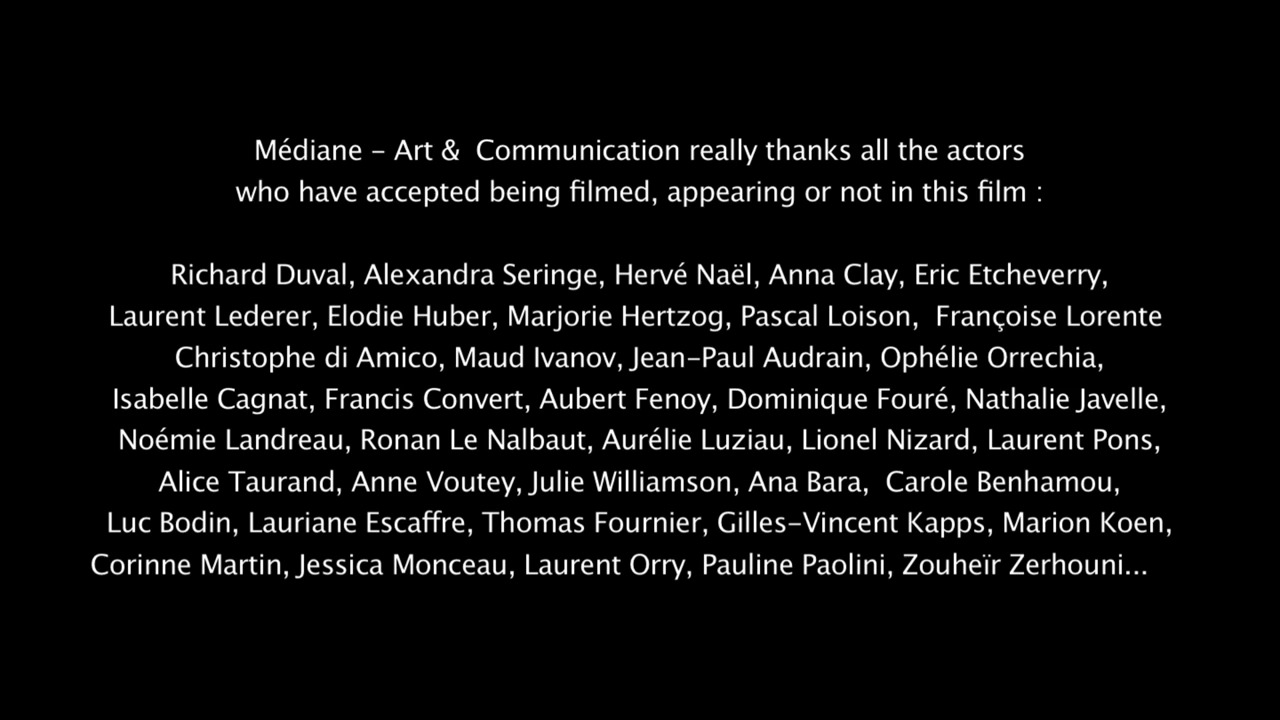 Médiane – Art &  Communication really thanks all the actors
who have accepted being filmed, appearing or not in this film :
Richard Duval, Alexandra Seringe, Hervé Naël, Anna Clay, Eric Etcheverry,
Laurent Lederer, Elodie Huber, Marjorie Hertzog, Pascal Loison,  Françoise Lorente
Christophe di Amico, Maud Ivanov, Jean–Paul Audrain, Ophélie Orrechia,
Isabelle Cagnat, Francis Convert, Aubert Fenoy, Dominique Fouré, Nathalie Javelle,
Noémie Landreau, Ronan Le Nalbaut, Aurélie Luziau, Lionel Nizard, Laurent Pons,
Alice Taurand, Anne Voutey, Julie Williamson, Ana Bara,  Carole Benhamou,
Luc Bodin, Lauriane Escaffre, Thomas Fournier, Gilles–Vincent Kapps, Marion Koen,
Corinne Martin, Jessica Monceau, Laurent Orry, Pauline Paolini, Zouheïr Zerhouni...